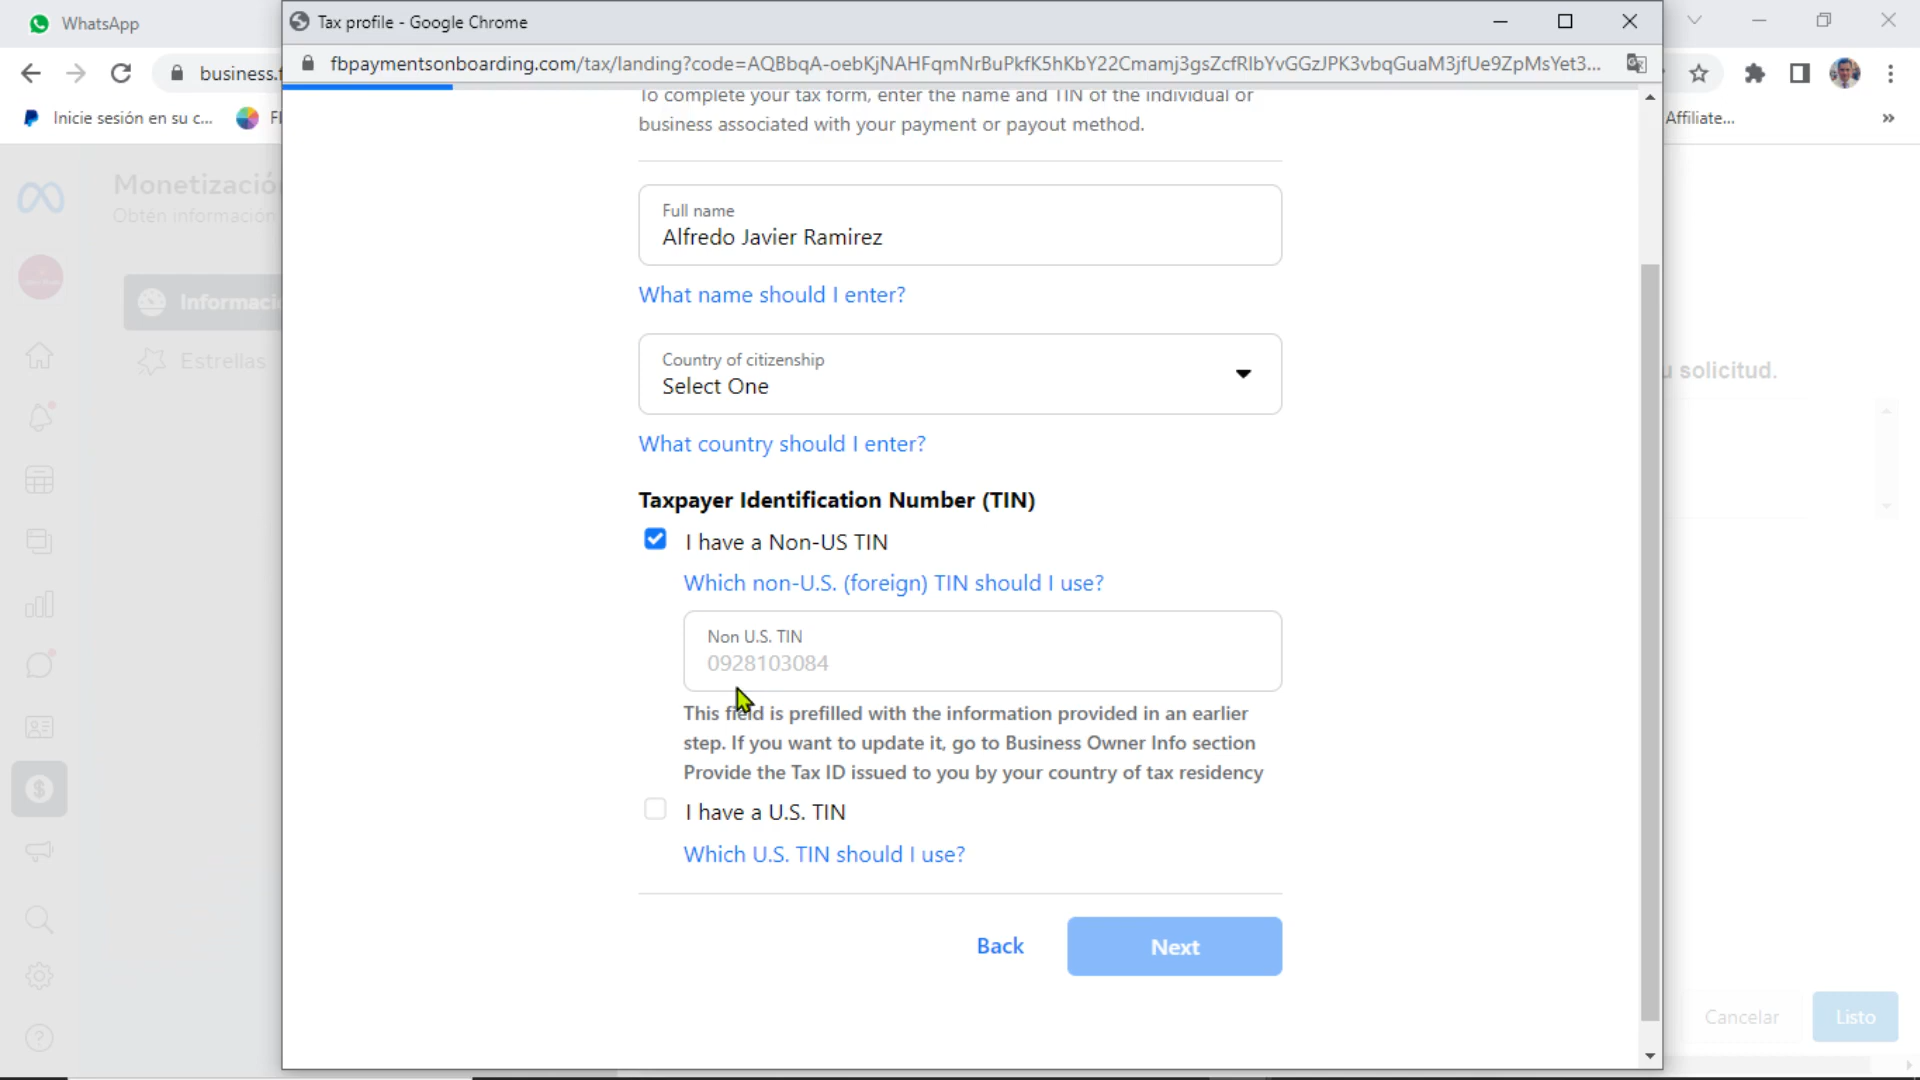 WhatsApp
Tax profile - Google Chrome
business.f
fbpaymentsonboarding.com/tax/landing?code=AQBbqA-oebKjNAHFqmNrBuPkfK5hKbY22Cmamj3gsZcfRlbYvGGzJPK3vbqGuaM3jfUe9ZpMsYet3...
Inicie sesión en su c...
Affiliate...
»
Monetización
Obtén información
Información
Estrellas
To complete your tax form, enter the name and TIN of the individual or
business associated with your payment or payout method.
Full name
Alfredo Javier Ramirez
What name should I enter?
Country of citizenship
Select One
What country should I enter?
Taxpayer Identification Number (TIN)
I have a Non-US TIN
Which non-U.S. (foreign) TIN should I use?
Non U.S. TIN
0928103084
This field is prefilled with the information provided in an earlier
step. If you want to update it, go to Business Owner Info section
Provide the Tax ID issued to you by your country of tax residency
I have a U.S. TIN
Which U.S. TIN should I use?
Back
Next
u solicitud.
Cancelar
Listo